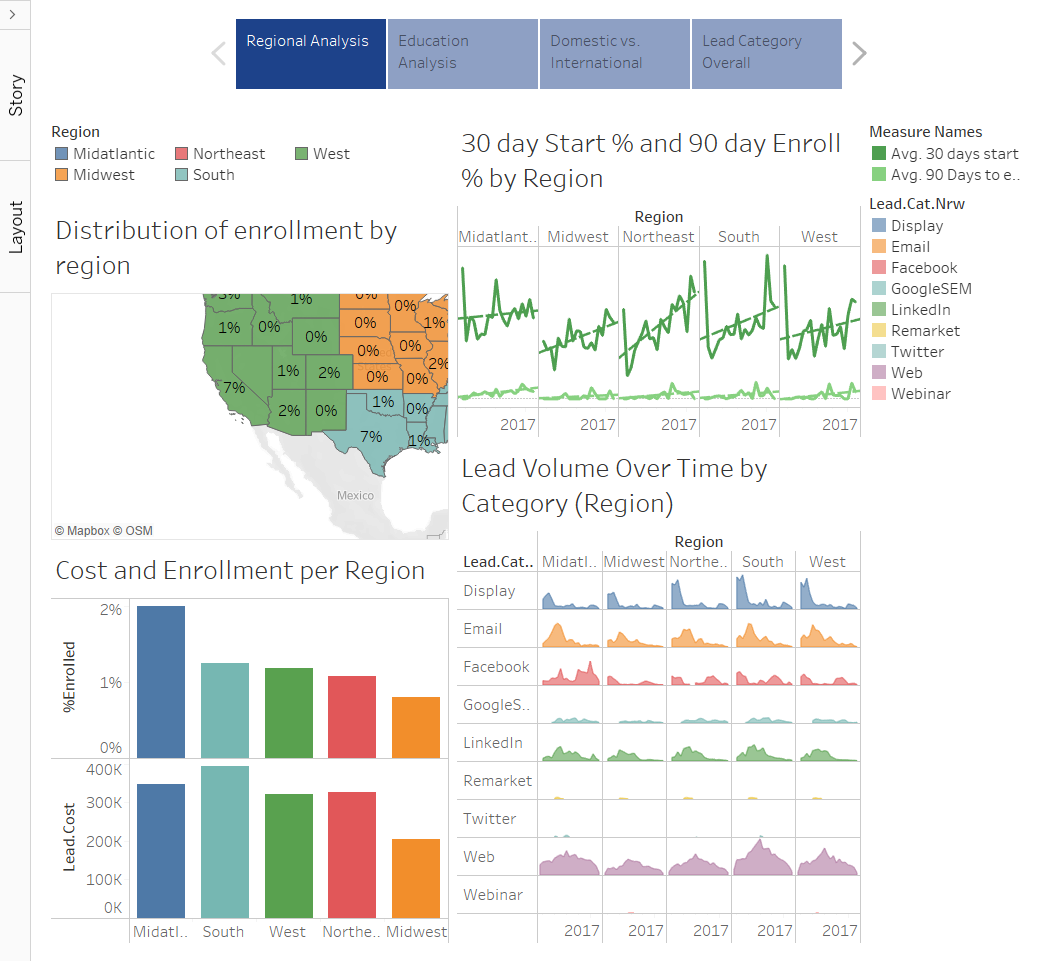 Story
Layout
Regional Analysis
Education
Analysis
Domestic vs.
International
Lead Category
Overall
Region
Midatlantic
Northeast
West
Midwest
South
Distribution of enrollment by
region
1%
0%
1%
1%
0%
0%
0%
0%
1%
0%
0%
2%
1%
2%
0%
0%
7%
2%
0%
1%
0%
7%
1%
Mexico
© Mapbox © OSM
Cost and Enrollment per Region
%Enrolled
2%
1%
0%
Lead.Cost
400K
300K
200K
100K
0K
Midatl..
South
West
Northe..
Midwest
30 day Start % and 90 day Enroll
% by Region
Region
Midatlant..
Midwest
Northeast
South
West
2017
2017
2017
2017
2017
Lead Volume Over Time by
Category (Region)
Region
Lead.Cat..
Midatl..
Midwest
Northe..
South
West
Display
Email
Facebook
GoogleS..
LinkedIn
Remarket
Twitter
Web
Webinar
2017
2017
2017
2017
2017
Measure Names
Avg. 30 days start
Avg. 90 Days to e..
Lead.Cat.Nrw
Display
Email
Facebook
GoogleSEM
LinkedIn
Remarket
Twitter
Web
Webinar